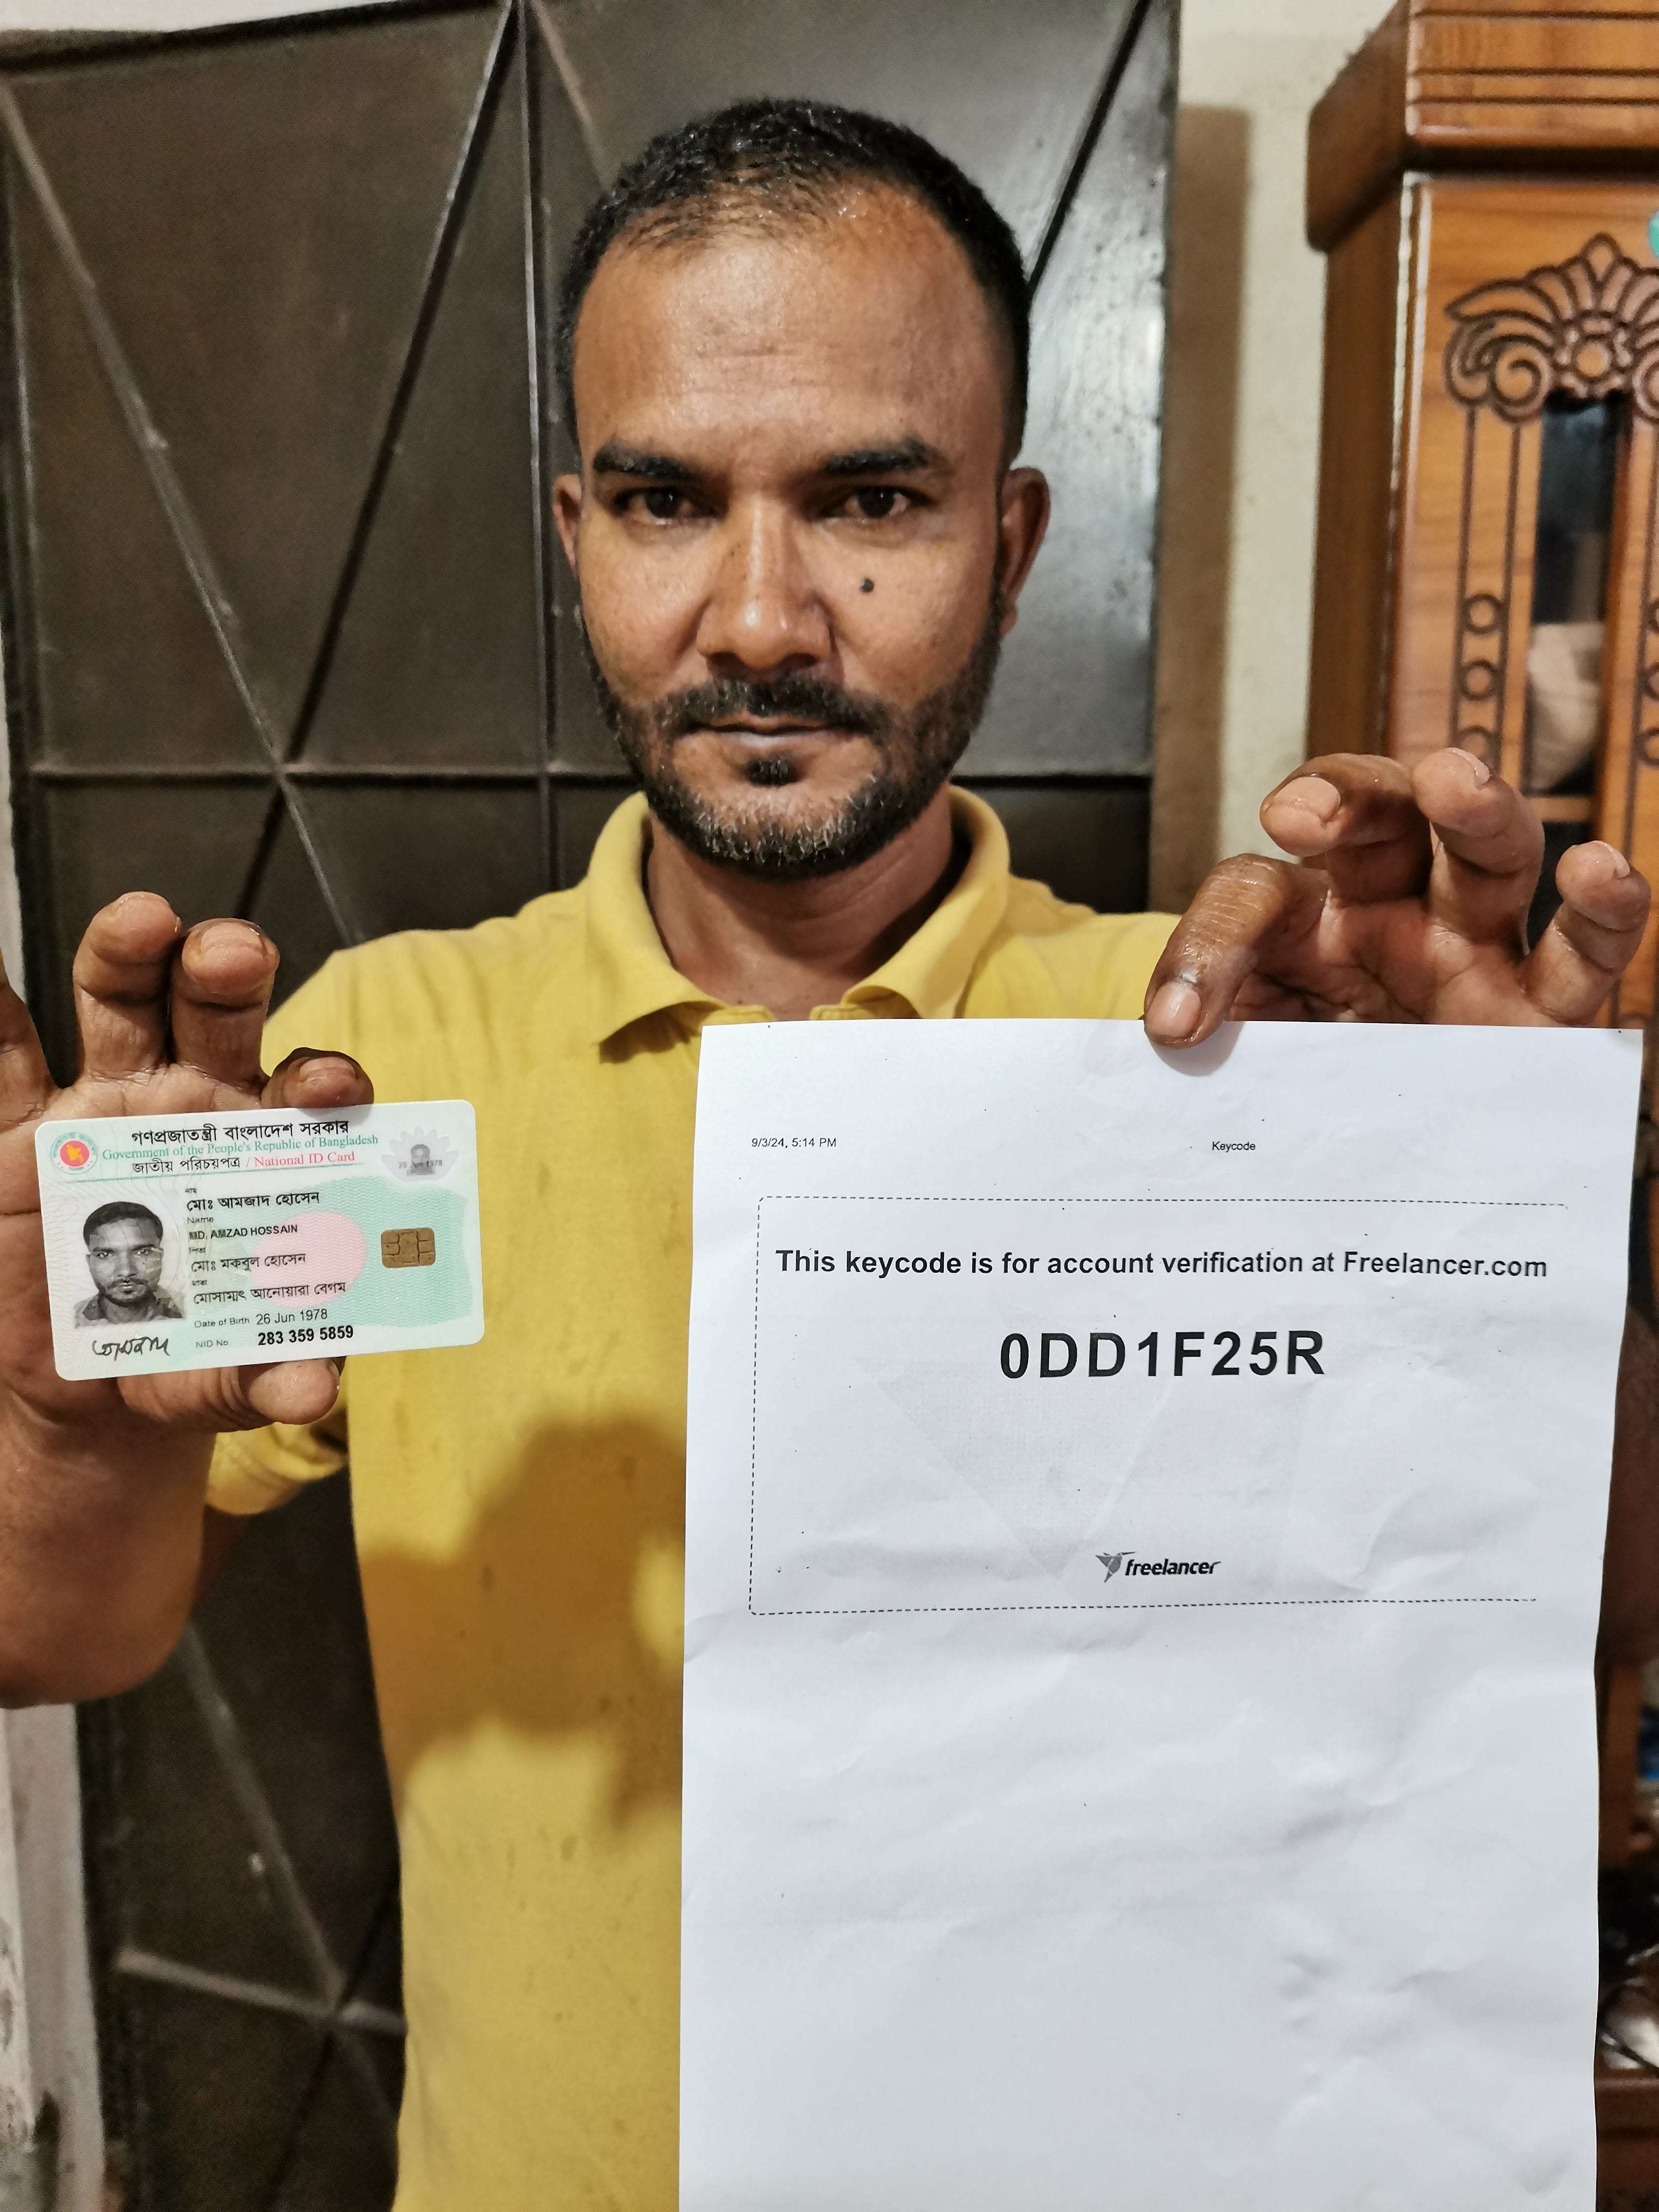 গণপ্রজাতন্ত্রী বাংলাদেশ সরকার
Government of the People's Republic of Bangladesh
জাতীয় পরিচয়পত্র / National ID Card
নাম
মোঃ আমজাদ হোসেন
Name
MD. AMZAD HOSSAIN
পিতা
মোঃ মকবুল হোসেন
মাতা
মোসাম্মৎ আনোয়ারা বেগম
Date of Birth 26 Jun 1978
NID No 283 359 5859
9/3/24, 5:14 PM Keycode
This keycode is for account verification at Freelancer.com
0DD1F25R
freelancer